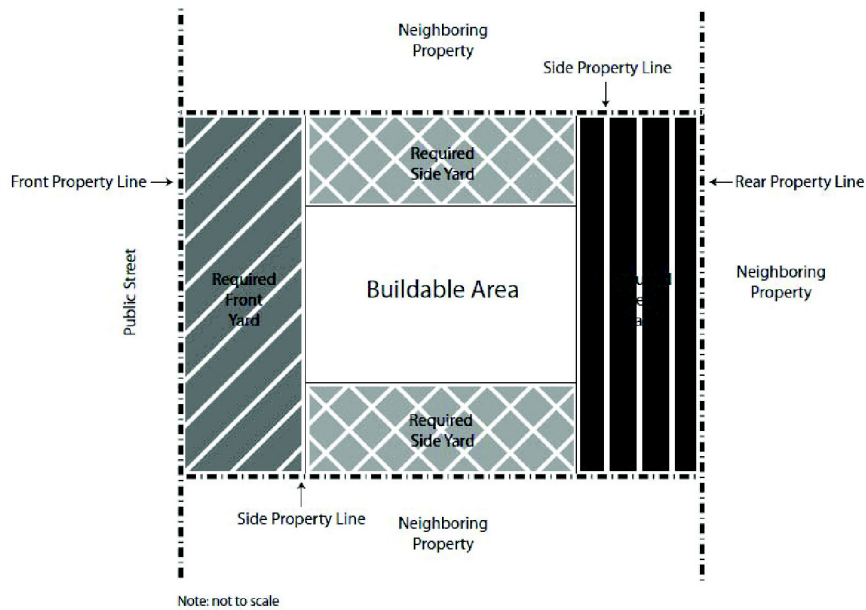 Neighboring
Property
Side Property Line
Required
Side Yard
Front Property Line
Rear Property Line
Public Street
Required
Front
Yard
Buildable Area
Neighboring
Property
Required
Side Yard
Side Property Line
Neighboring
Property
Note: not to scale